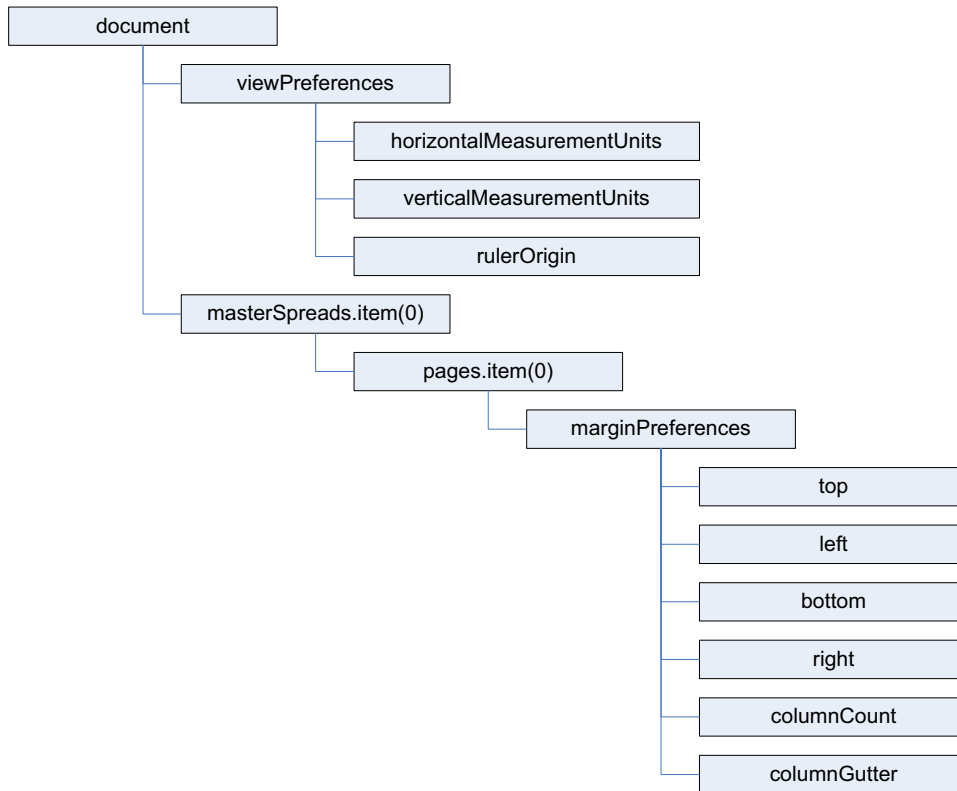 document
viewPreferences
horizontalMeasurementUnits
verticalMeasurementUnits
rulerOrigin
masterSpreads.item(0)
pages.item(0)
marginPreferences
top
left
bottom
right
columnCount
columnGutter